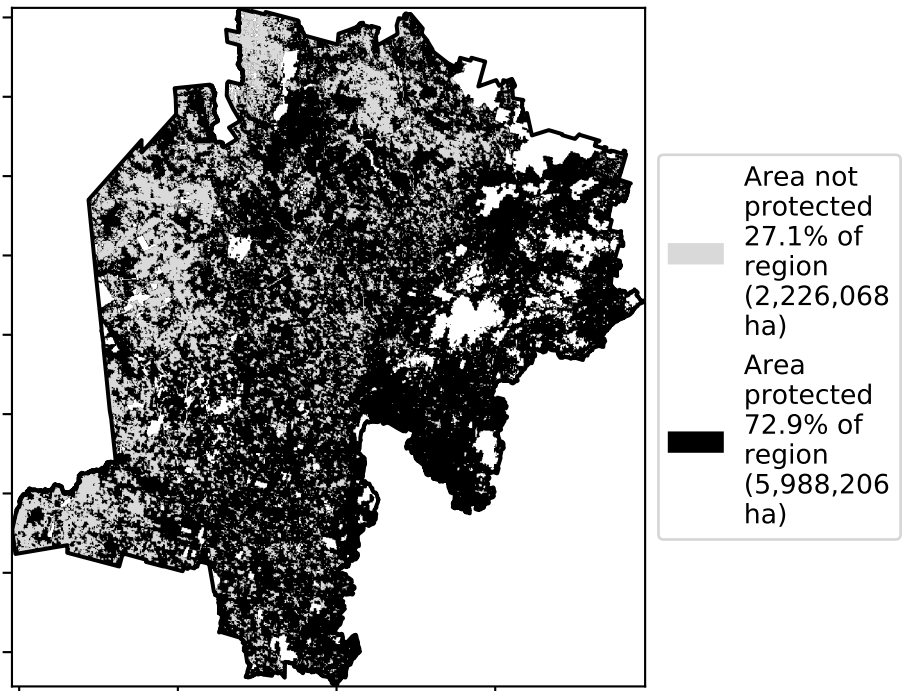 Area not
protected
27.1% of
region
(2,226,068
ha)
Area
protected
72.9% of
region
(5,988,206
ha)